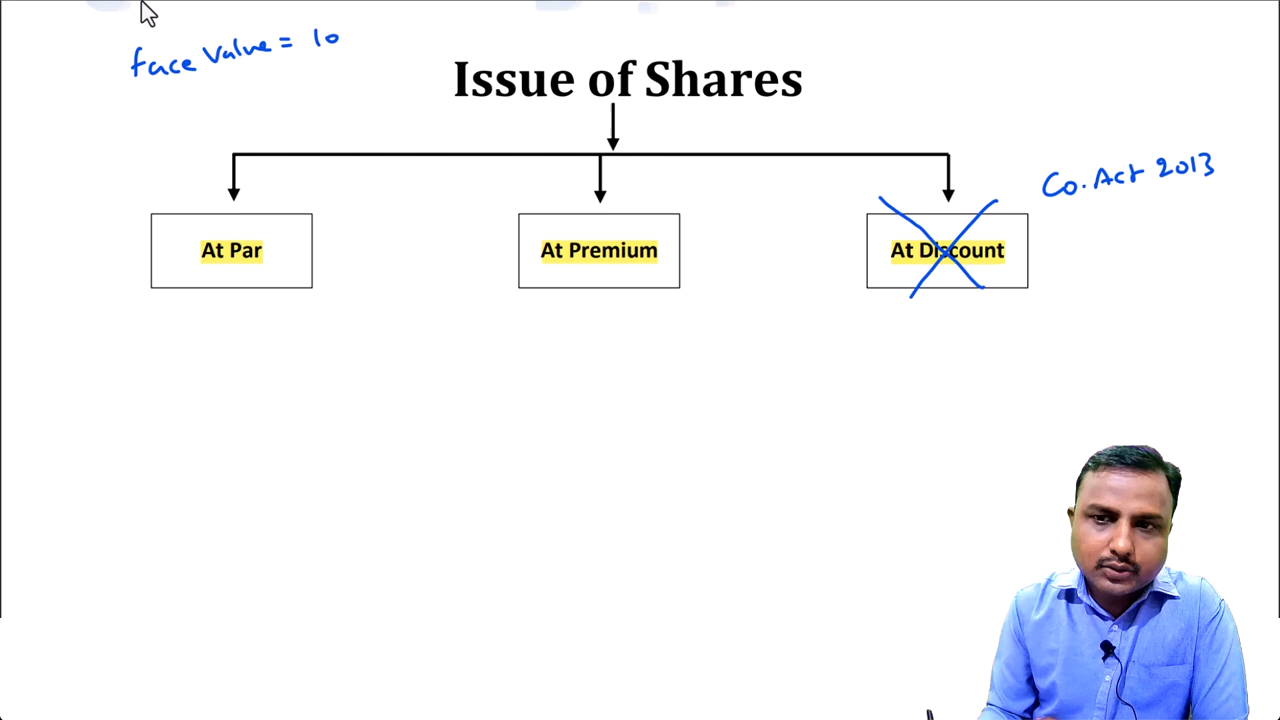 face Value = 10
Issue of Shares
Co. Act 2013
At Par
At Premium
At Discount